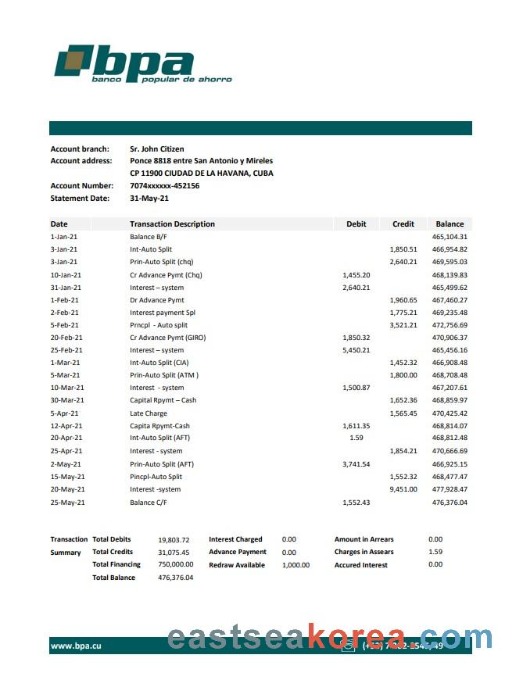 bpa
banco popular de ahorro
Account branch: Sr. John Citizen
Account address: Ponce 8818 entre San Antonio y Mireles
CP 11900 CIUDAD DE LA HAVANA, CUBA
Account Number: 7074xxxxxx-452156
Statement Date: 31-May-21
Date Transaction Description Debit Credit Balance
1-Jan-21 Balance B/F 465,104.31
3-Jan-21 Int-Auto Split 1,850.51 466,954.82
3-Jan-21 Prin-Auto Split (chq) 2,640.21 469,595.03
10-Jan-21 Cr Advance Pymt (Chq) 1,455.20 468,139.83
31-Jan-21 Interest – system 2,640.21 465,499.62
1-Feb-21 Dr Advance Pymt 1,960.65 467,460.27
2-Feb-21 Interest payment Spl 1,775.21 469,235.48
5-Feb-21 Prncpl - Auto split 3,521.21 472,756.69
20-Feb-21 Cr Advance Pymt (GIRO) 1,850.32 470,906.37
25-Feb-21 Interest – system 5,450.21 465,456.16
1-Mar-21 Int-Auto Split (CIA) 1,452.32 466,908.48
5-Mar-21 Prin-Auto Split (ATM ) 1,800.00 468,708.48
10-Mar-21 Interest - system 1,500.87 467,207.61
30-Mar-21 Capital Rpymt – Cash 1,652.36 468,859.97
5-Apr-21 Late Charge 1,565.45 470,425.42
12-Apr-21 Capita Rpymt-Cash 1,611.35 468,814.07
20-Apr-21 Int-Auto Split (AFT) 1.59 468,812.48
25-Apr-21 Interest - system 1,854.21 470,666.69
2-May-21 Prin-Auto Split (AFT) 3,741.54 466,925.15
15-May-21 Pincpl-Auto Split 1,552.32 468,477.47
20-May-21 Interest -system 9,451.00 477,928.47
25-May-21 Balance C/F 1,552.43 476,376.04
Transaction Total Debits 19,803.72 Interest Charged 0.00 Amount in Arrears 0.00
Summary Total Credits 31,075.45 Advance Payment 0.00 Charges in Assears 1.59
Total Financing 750,000.00 Redraw Available 1,000.00 Accured Interest 0.00
Total Balance 476,376.04
eastseakorea.com
www.bpa.cu